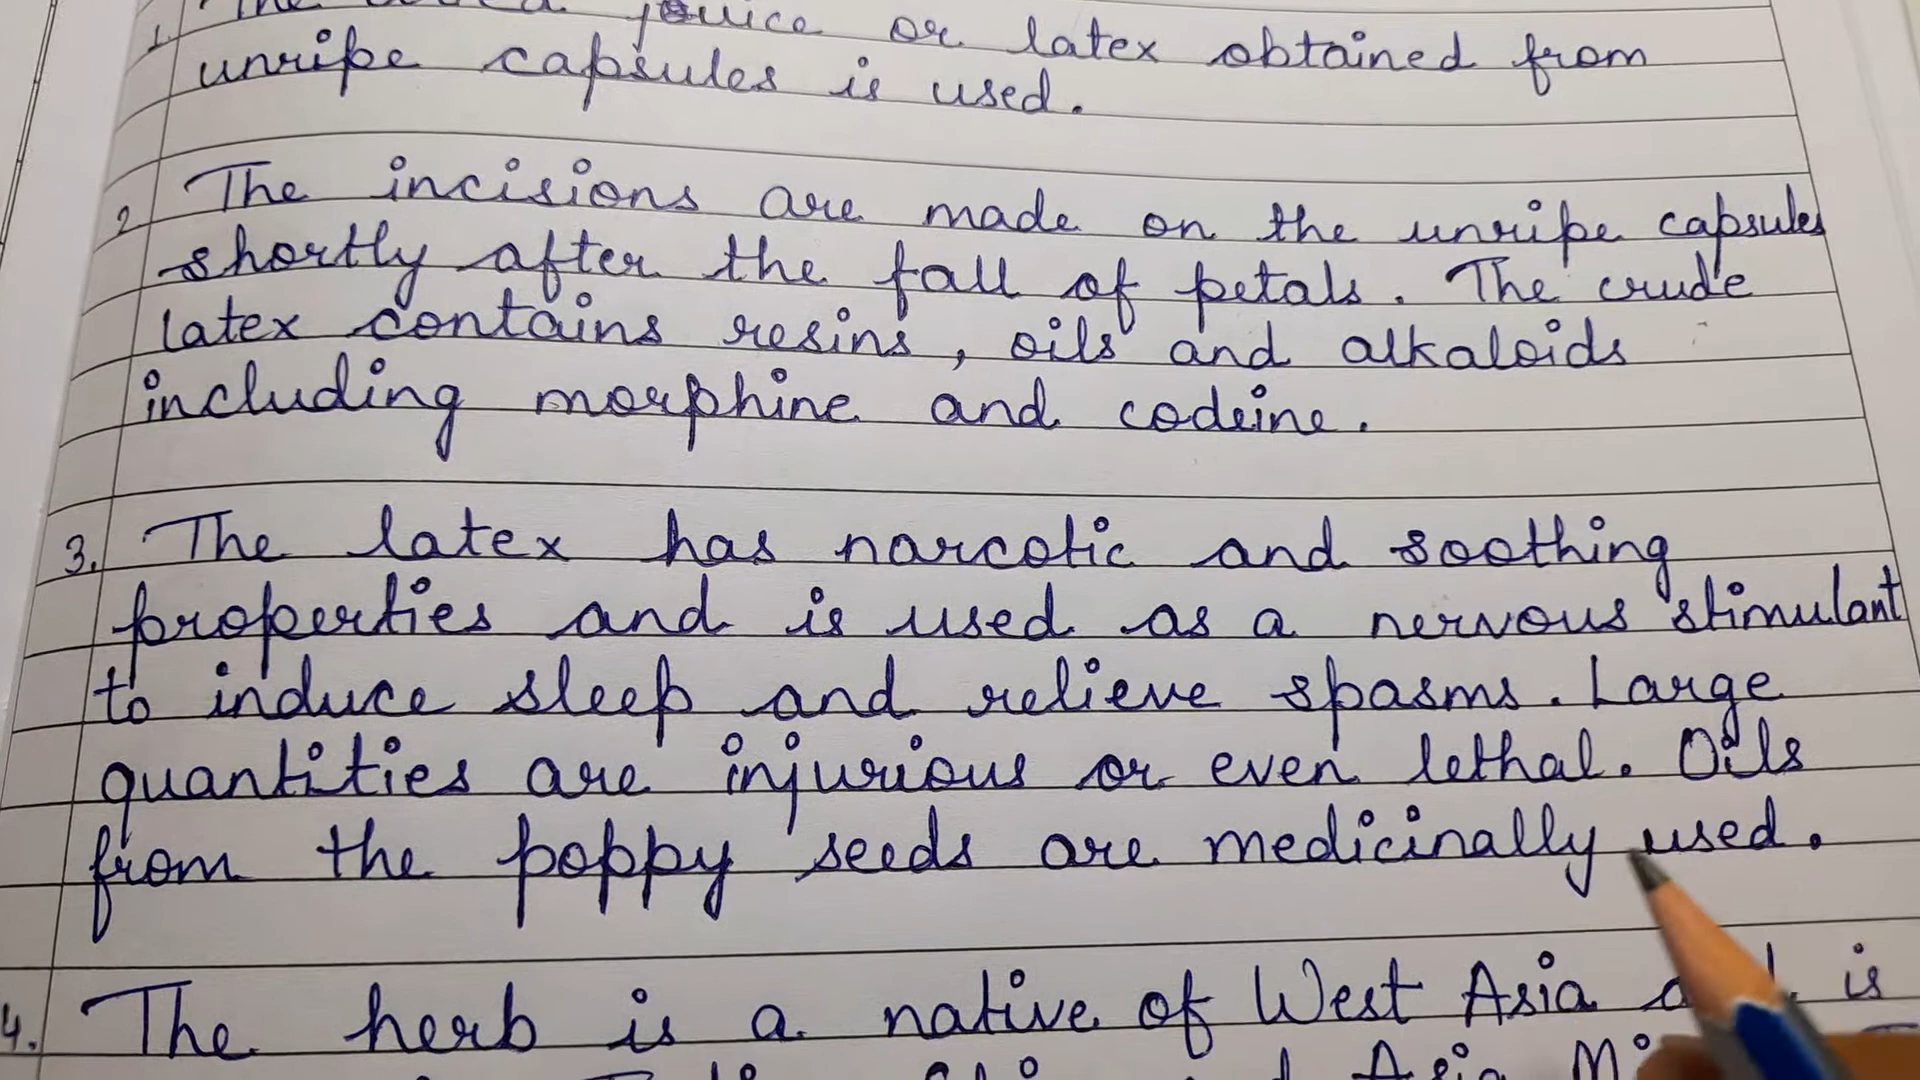 1. The juice or latex obtained from
unripe capsules is used.
2 The incisions are made on the unripe capsules
shortly after the fall of petals. The crude
latex contains resins, oils and alkaloids
including morphine and codeine.
3. The latex has narcotic and soothing
properties and is used as a nervous stimulant
to induce sleep and relieve spasms. Large
quantities are injurious or even lethal. Oils
from the poppy seeds are medicinally used.
4. The herb is a native of West Asia is
Asia